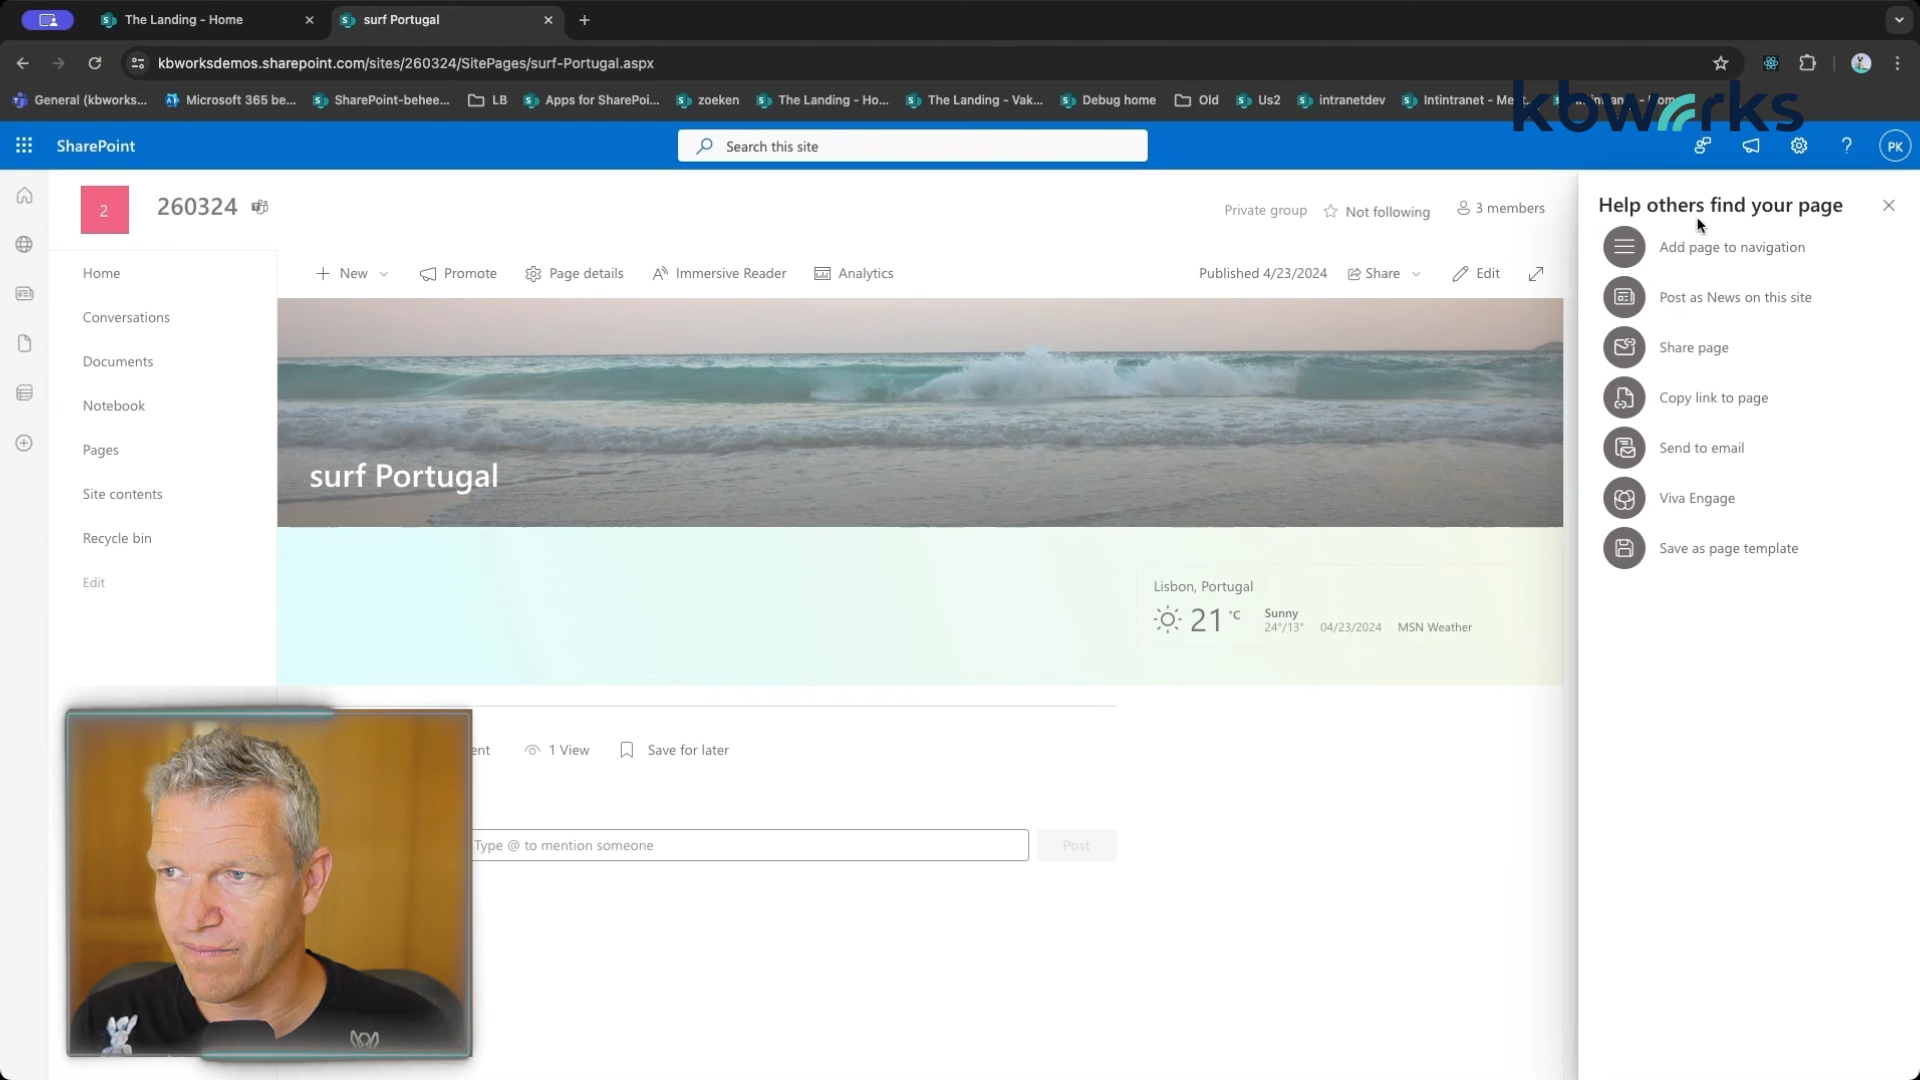 The Landing - Home
surf Portugal
kbworksdemos.sharepoint.com/sites/260324/SitePages/surf-Portugal.aspx
General (kbworks...
Microsoft 365 be...
SharePoint-behee...
LB
Apps for SharePoi...
zoeken
The Landing - Ho...
The Landing - Vak...
Debug home
Old
Us2
intranetdev
Intintranet - Me
kbworks
SharePoint
Search this site
PK
2
260324
Private group
Not following
3 members
Home
Conversations
Documents
Notebook
Pages
Site contents
Recycle bin
Edit
New
Promote
Page details
Immersive Reader
Analytics
Published 4/23/2024
Share
Edit
surf Portugal
Lisbon, Portugal
21 °C
Sunny
24°/13°
04/23/2024
MSN Weather
ent
1 View
Save for later
Type @ to mention someone
Post
Help others find your page
Add page to navigation
Post as News on this site
Share page
Copy link to page
Send to email
Viva Engage
Save as page template